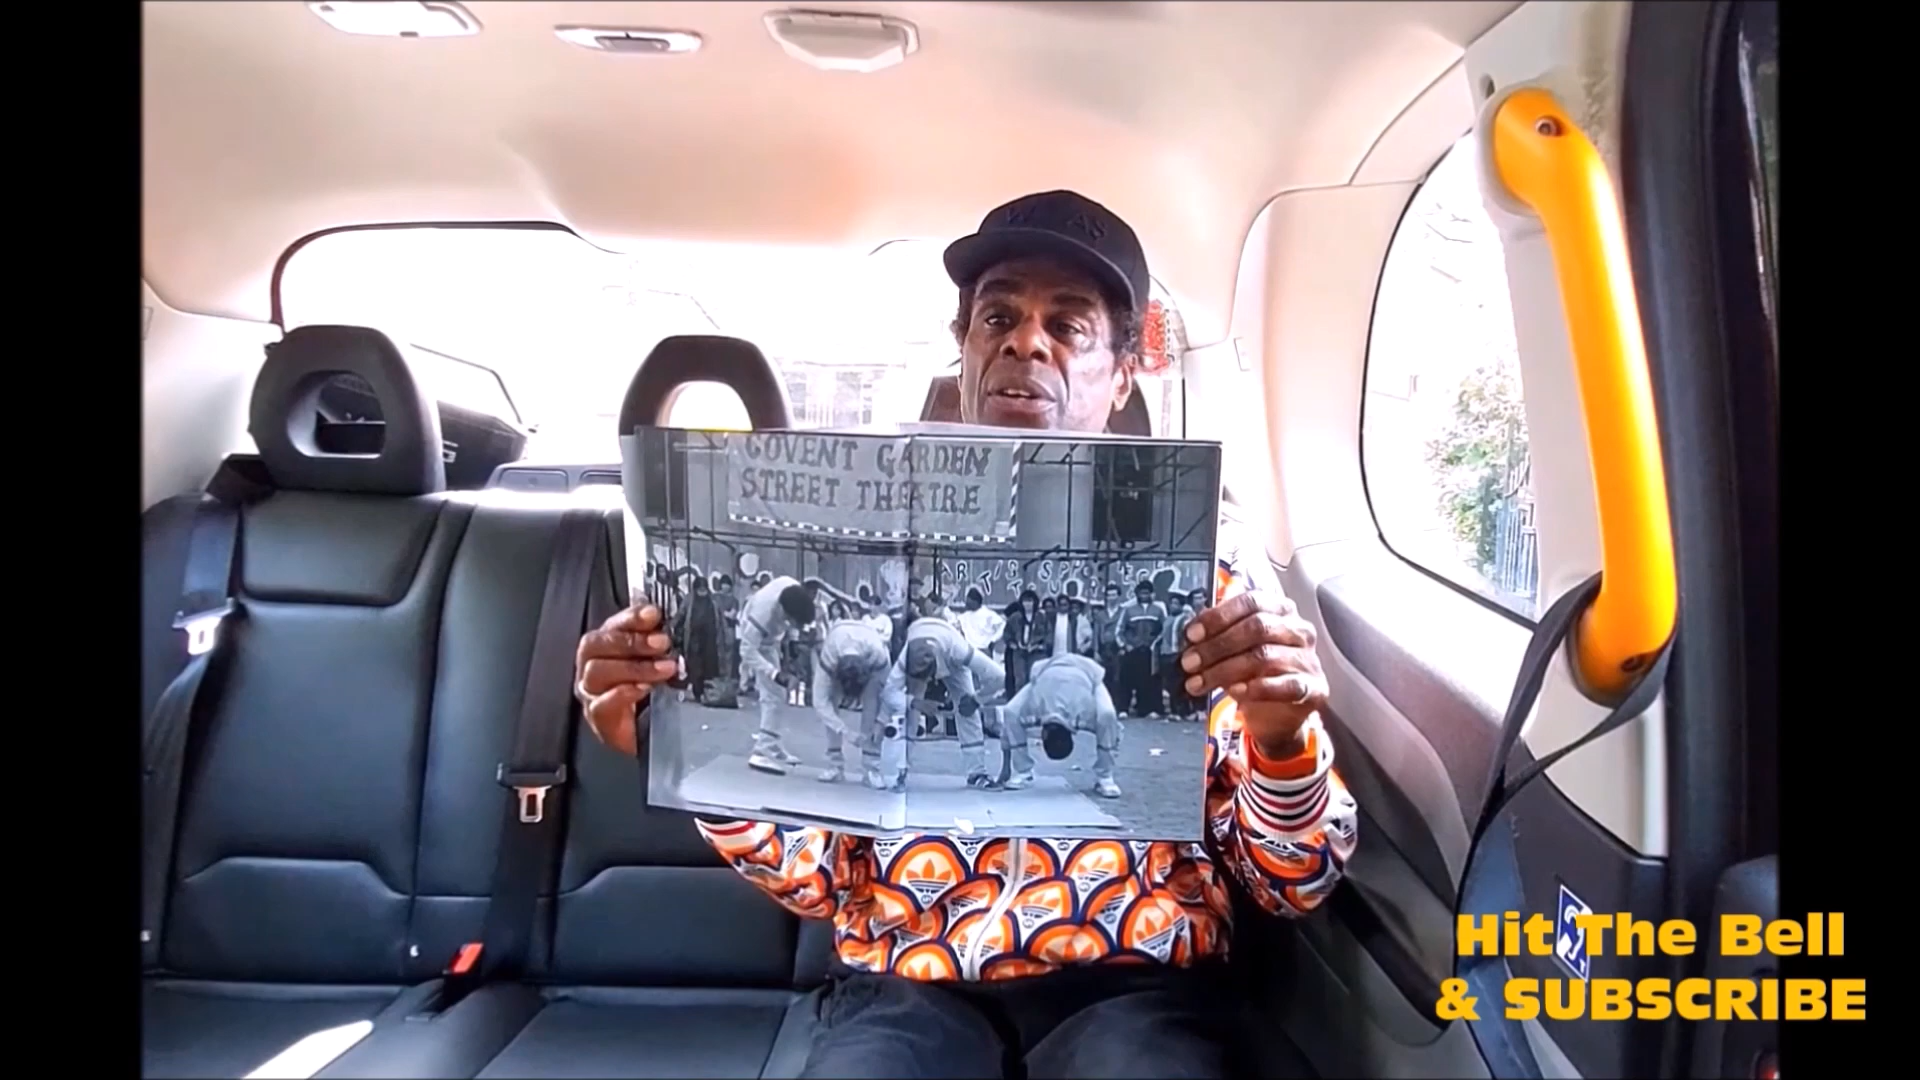 COVENT GARDEN
STREET THEATRE
Hit The Bell
& SUBSCRIBE